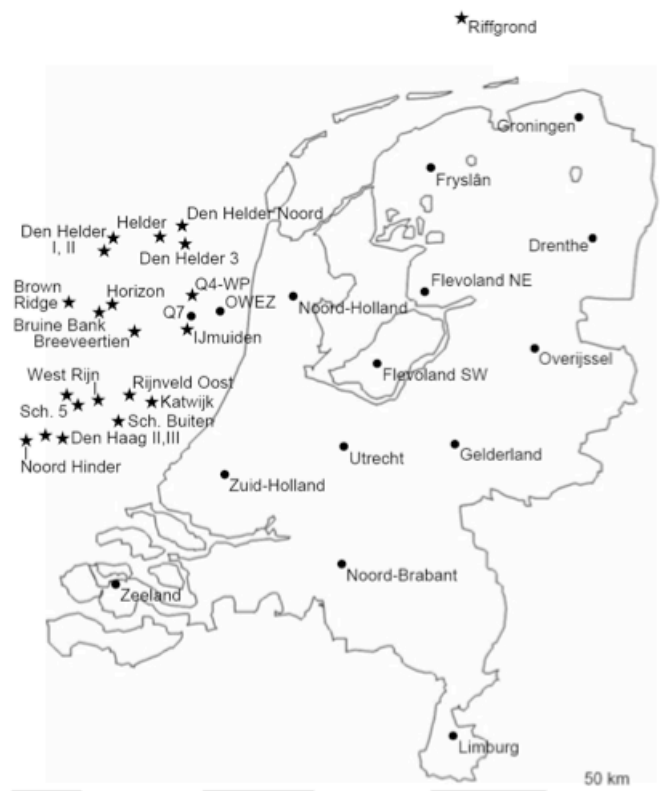 Riffgrond
Groningen
Fryslân
Den Helder Noord
Helder
Den Helder
I, II
Den Helder 3
Drenthe
Brown
Ridge
Horizon
Q4-WP
Flevoland NE
Q7
OWEZ
Noord-Holland
Bruine Bank
Breeveertien
IJmuiden
Overijssel
Flevoland SW
West Rijn
I
Rijnveld Oost
Sch. 5
Katwijk
Sch. Buiten
Den Haag II,III
I
Noord Hinder
Utrecht
Gelderland
Zuid-Holland
Noord-Brabant
Zeeland
Limburg
50 km